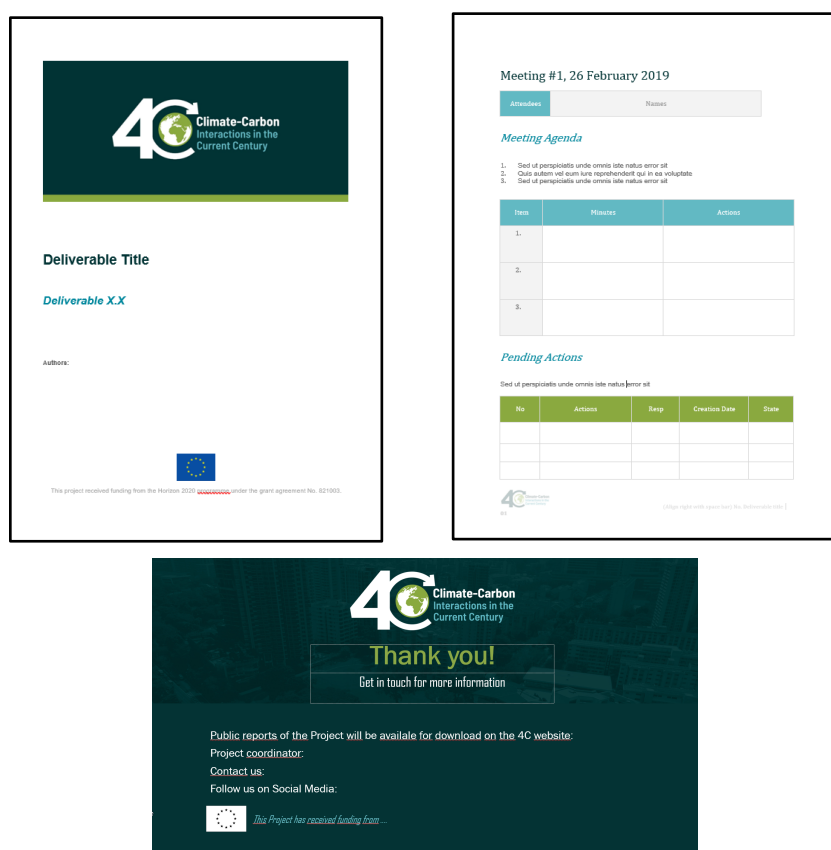 4C
Climate-Carbon
Interactions in the
Current Century
Deliverable Title
Deliverable X.X
Authors:
This project received funding from the Horizon 2020 programme under the grant agreement No. 821003.
Meeting #1, 26 February 2019
Attendees Names
Meeting Agenda
1. Sed ut perspiciatis unde omnis iste natus error sit
2. Quis autem vel eum iure reprehenderit qui in ea voluptate
3. Sed ut perspiciatis unde omnis iste natus error sit
Item Minutes Actions
1.
2.
3.
Pending Actions
Sed ut perspiciatis unde omnis iste natus error sit
No Actions Resp Creation Date State
4C
Climate-Carbon
4C
Climate-Carbon
Interactions in the
Current Century
Thank you!
Get in touch for more information
Public reports of the Project will be availale for download on the 4C website:
Project coordinator:
Contact us:
Follow us on Social Media:
This Project has received funding from ...